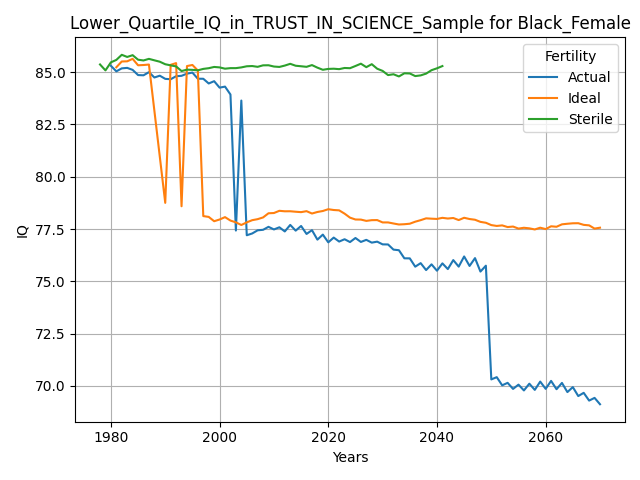 Lower_Quartile_IQ_in_TRUST_IN_SCIENCE_Sample for Black_Female
Fertility
Actual
Ideal
Sterile
IQ
85.0
82.5
80.0
77.5
75.0
72.5
70.0
1980
2000
2020
2040
2060
Years